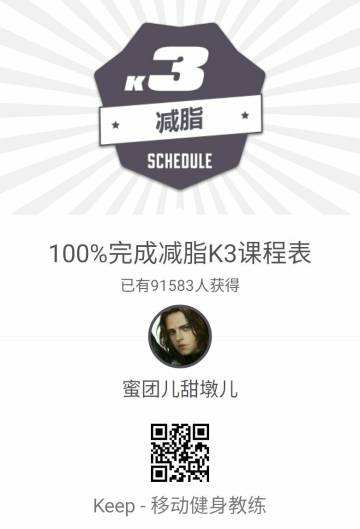 K3
减脂
SCHEDULE
100%完成减脂K3课程表
已有91583人获得
蜜团儿甜墩儿
Keep - 移动健身教练